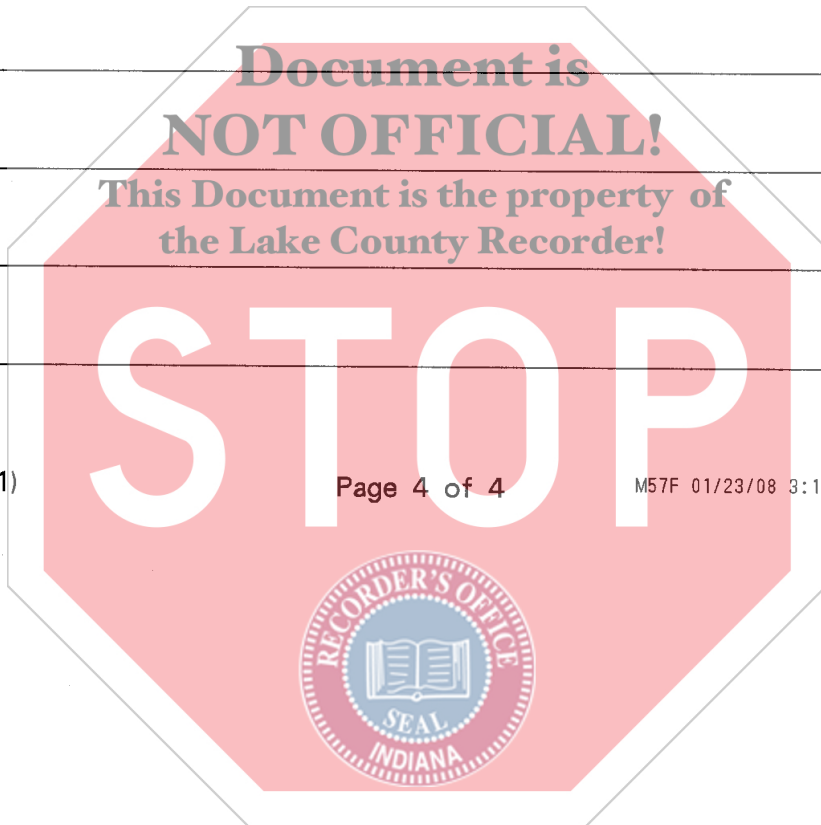 Document is
NOT OFFICIAL!
This Document is the property of
the Lake County Recorder!
STOP
1)
Page 4 of 4
M57F 01/23/08 3:1
RECORDER'S OFFICE
SEAL
INDIANA